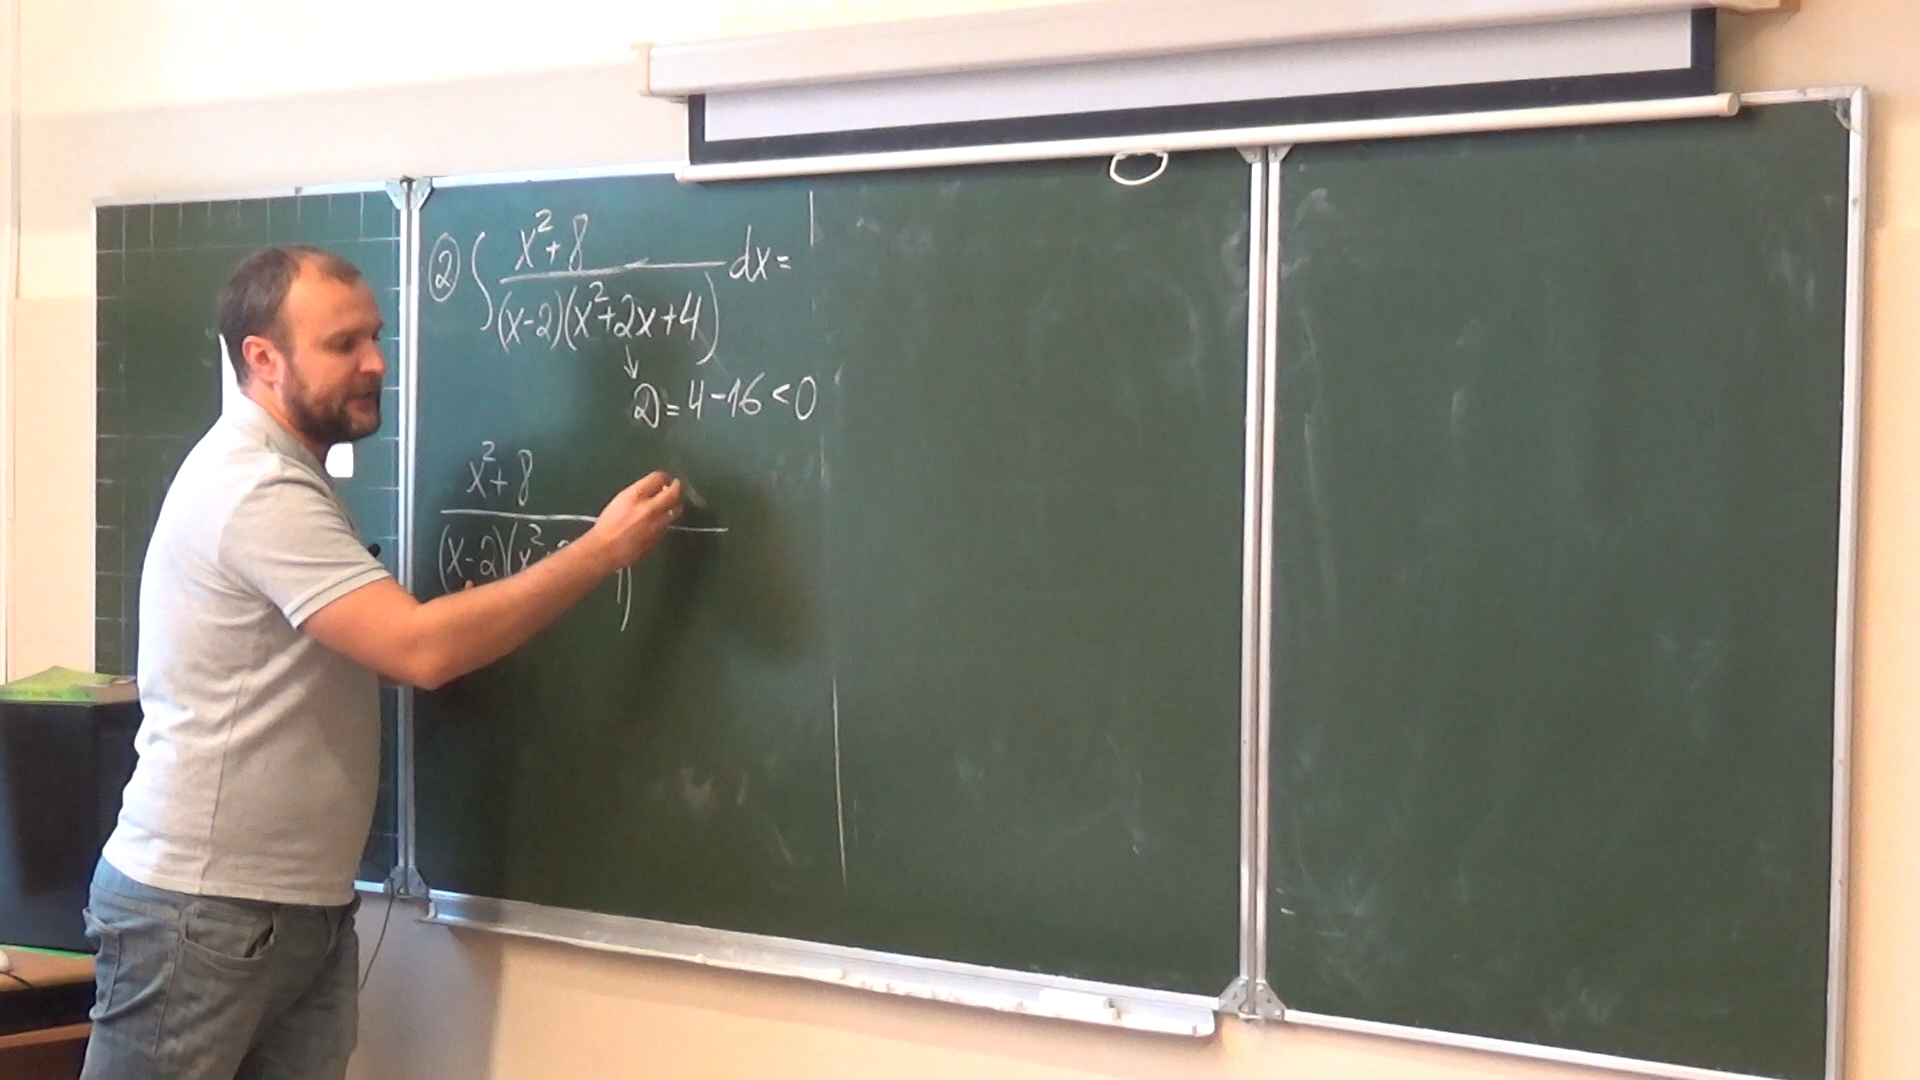 ② ∫ x²+8 / (x-2)(x²+2x+4) dx =
↓
D = 4-16 < 0
x²+8
(x-2)(x²